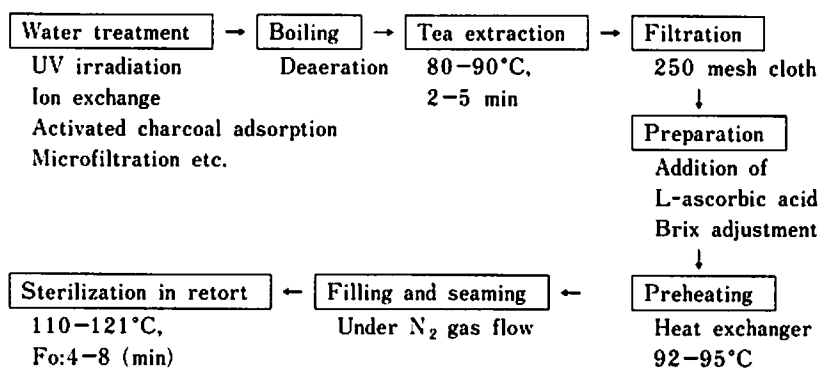 Water treatment → Boiling → Tea extraction → Filtration
UV irradiation
Ion exchange
Activated charcoal adsorption
Microfiltration etc.
Deaeration
80-90°C,
2-5 min
250 mesh cloth
↓
Preparation
Addition of
L-ascorbic acid
Brix adjustment
↓
Preheating
Heat exchanger
92-95°C
← Filling and seaming
Under N₂ gas flow
← Sterilization in retort
110-121°C,
Fo:4-8 (min)